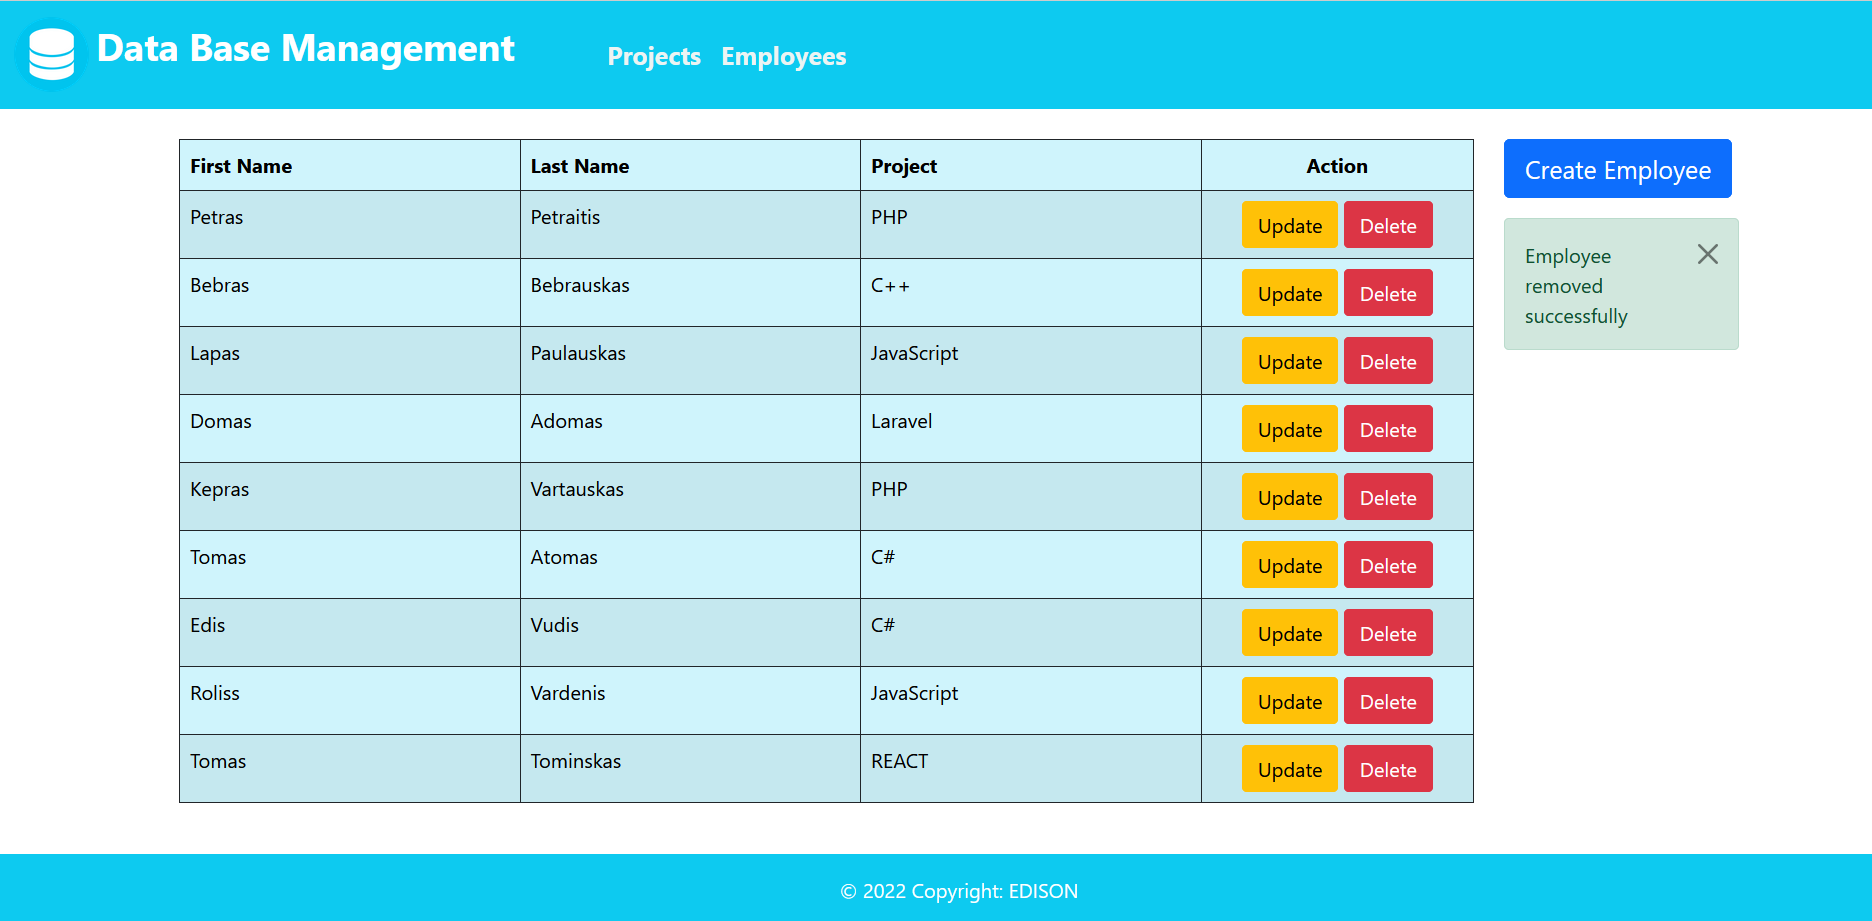 Data Base Management
Projects Employees
First Name Last Name Project Action
Petras Petraitis PHP Update Delete
Bebras Bebrauskas C++ Update Delete
Lapas Paulauskas JavaScript Update Delete
Domas Adomas Laravel Update Delete
Kepras Vartauskas PHP Update Delete
Tomas Atomas C# Update Delete
Edis Vudis C# Update Delete
Roliss Vardenis JavaScript Update Delete
Tomas Tominskas REACT Update Delete
Create Employee
Employee
removed
successfully
© 2022 Copyright: EDISON